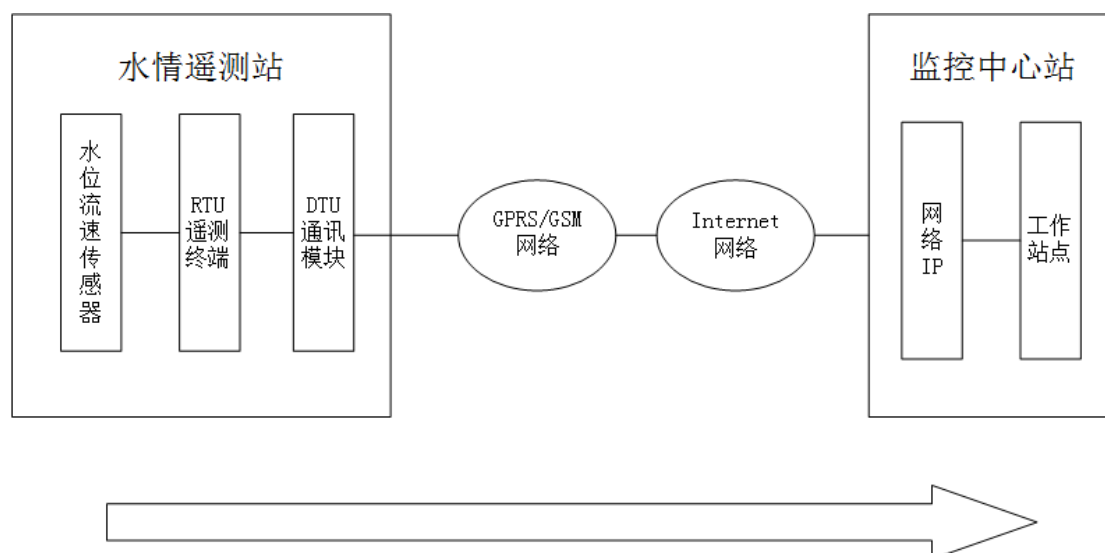 水情遥测站
监控中心站
水
位
流
速
传
感
器
RTU
遥测
终端
DTU
通讯
模块
GPRS/GSM
网络
Internet
网络
网
络
IP
工作
站点